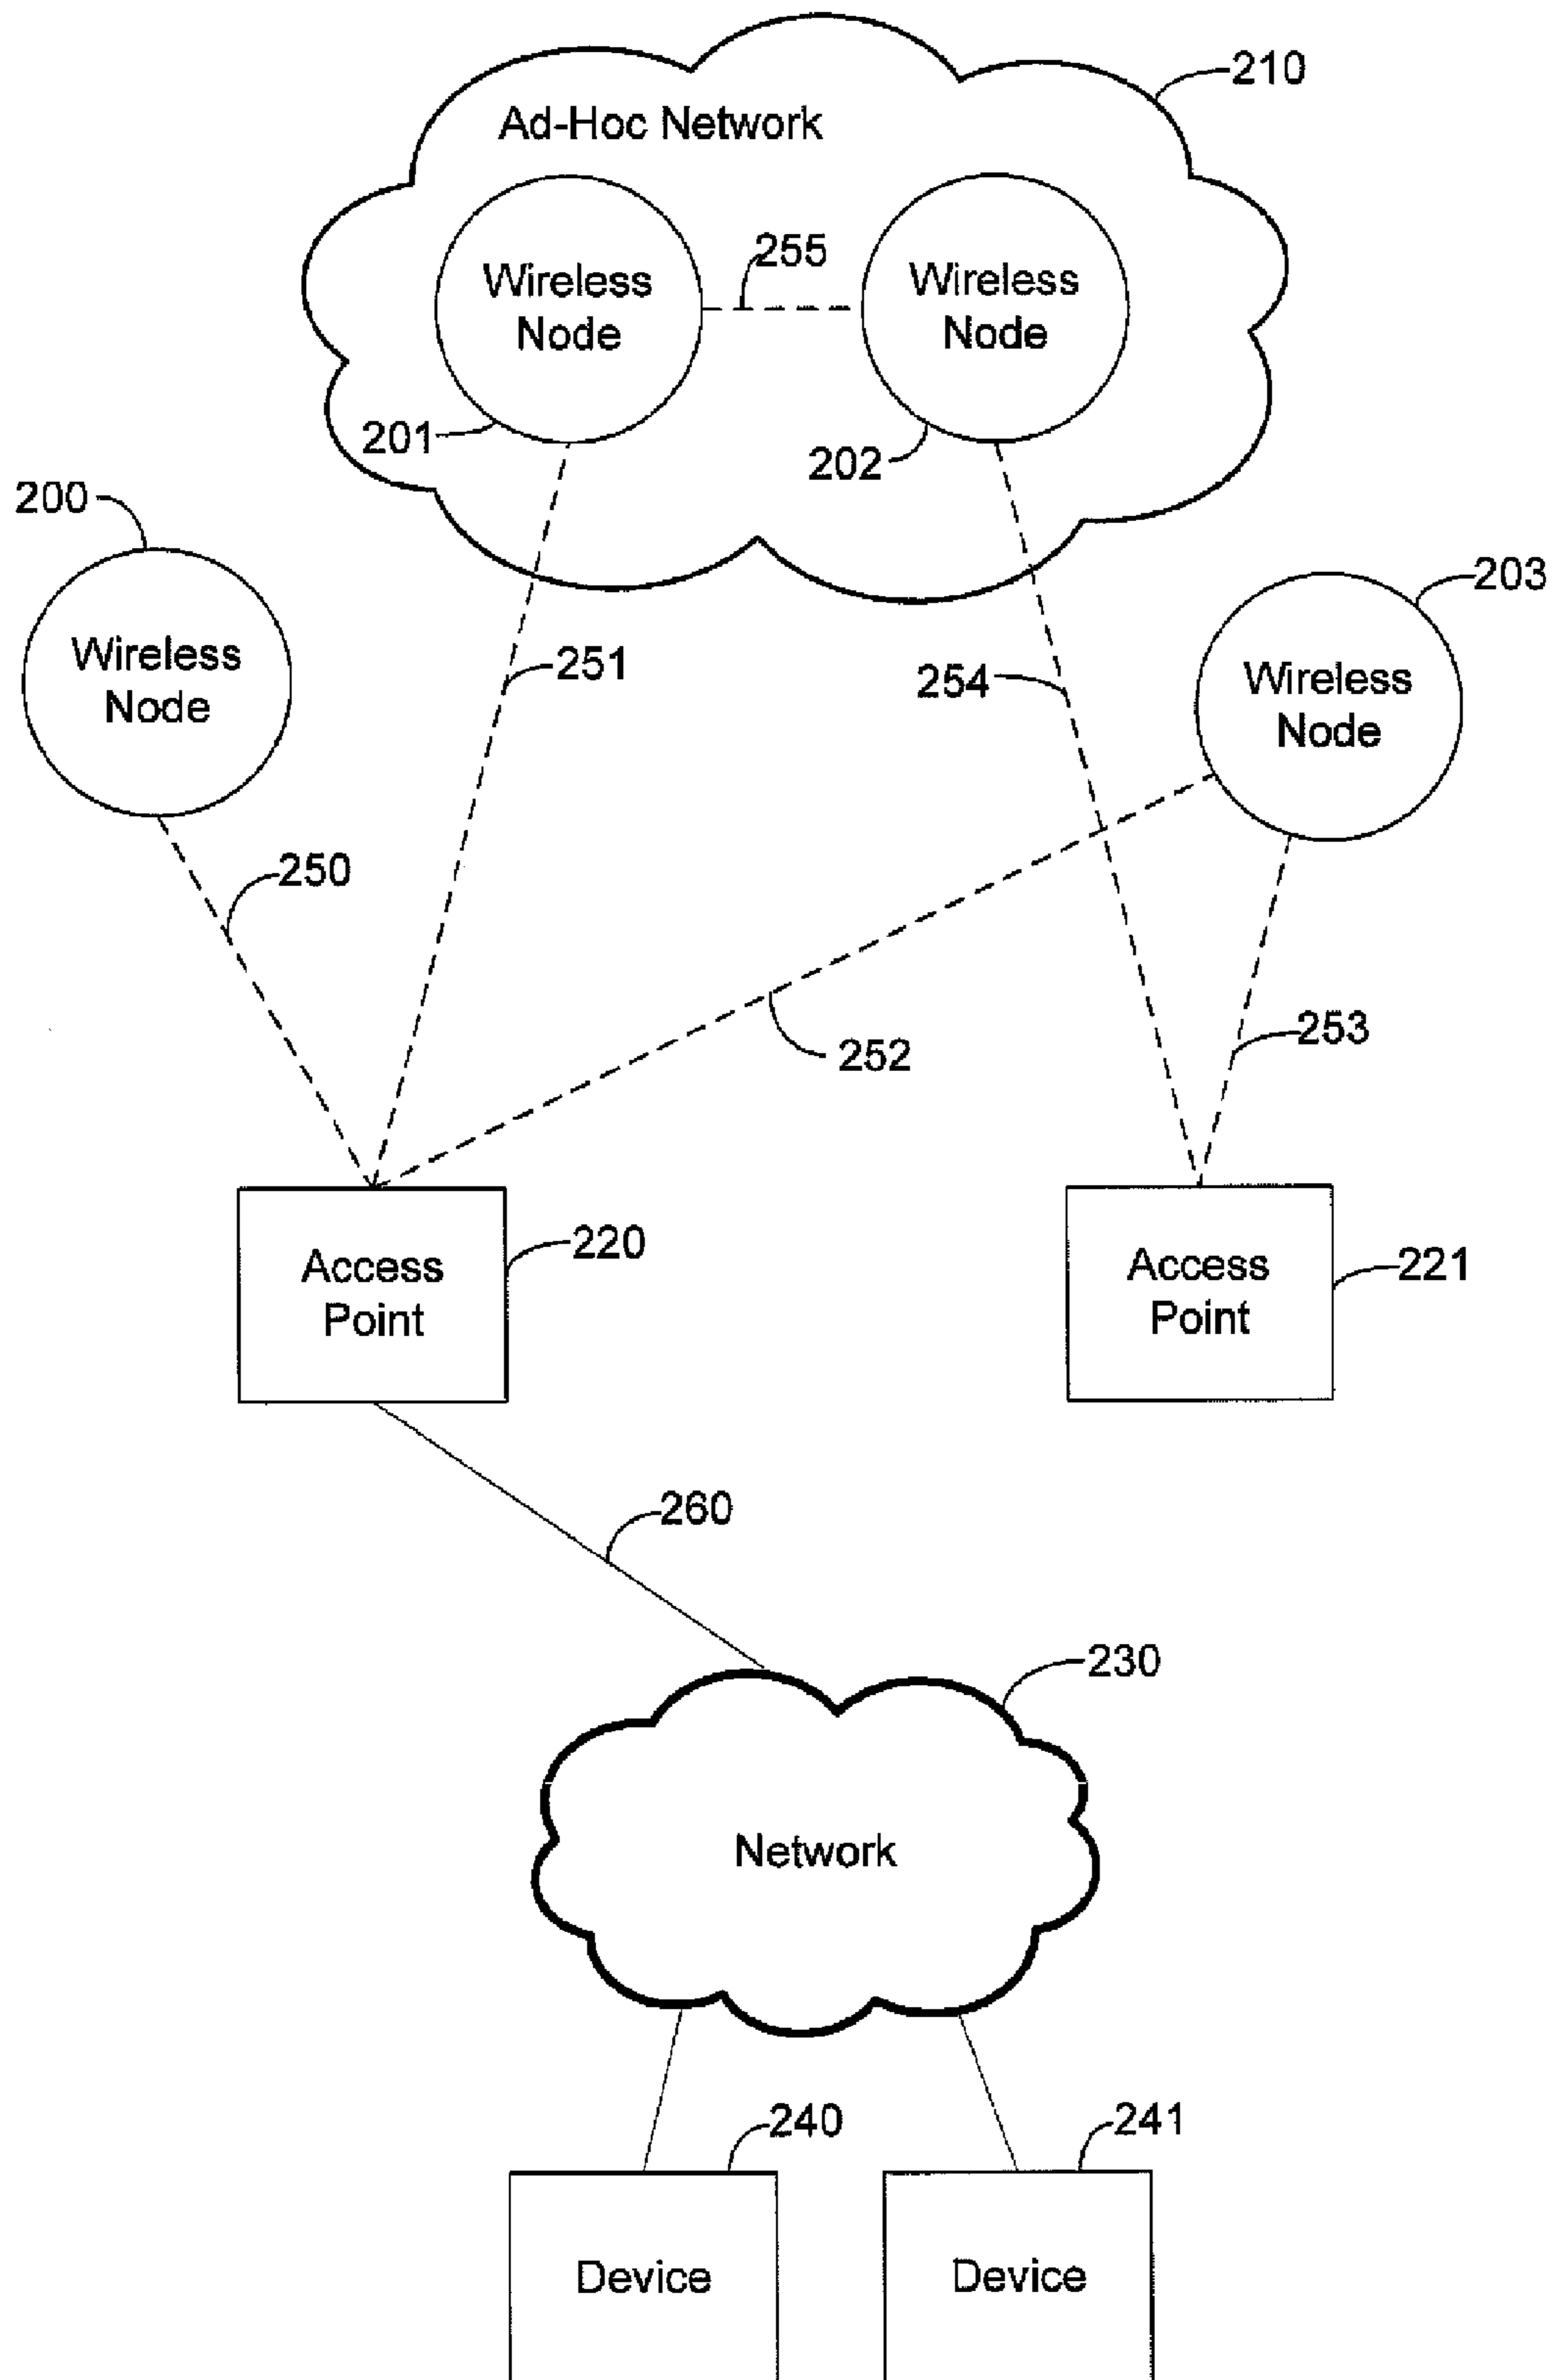 210
Ad-Hoc Network
Wireless
Node
255
Wireless
Node
201
202
200
Wireless
Node
203
Wireless
Node
251
254
250
252
253
Access
Point
220
Access
Point
221
260
230
Network
240
241
Device
Device